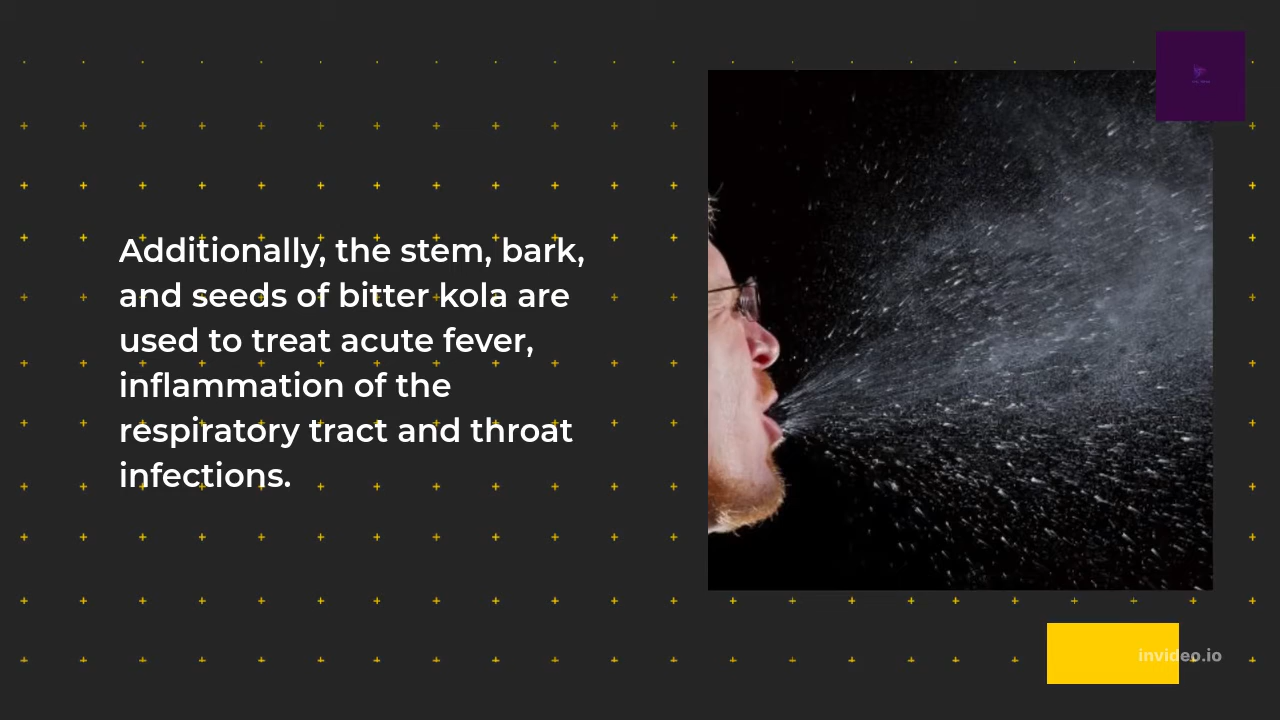 Additionally, the stem, bark,
and seeds of bitter kola are
used to treat acute fever,
inflammation of the
respiratory tract and throat
infections.
invideo.io